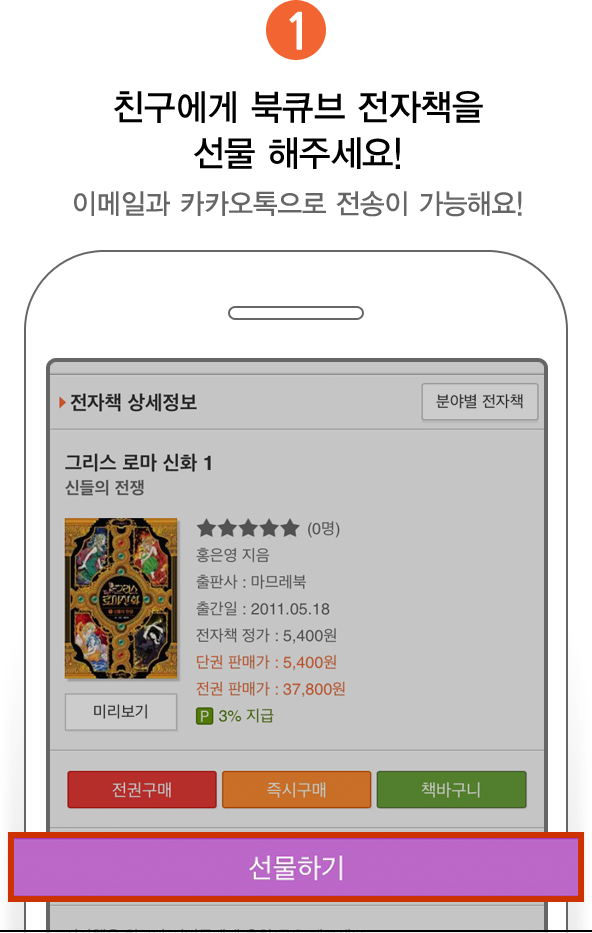 1
친구에게 북큐브 전자책을
선물 해주세요!
이메일과 카카오톡으로 전송이 가능해요!
전자책 상세정보
분야별 전자책
그리스 로마 신화 1
신들의 전쟁
★★★★★ (0명)
홍은영 지음
그리스
로마신화
출판사 : 마므레북
출간일 : 2011.05.18
전자책 정가 : 5,400원
단권 판매가 : 5,400원
전권 판매가 : 37,800원
P 3% 지급
미리보기
전권구매
즉시구매
책바구니
선물하기